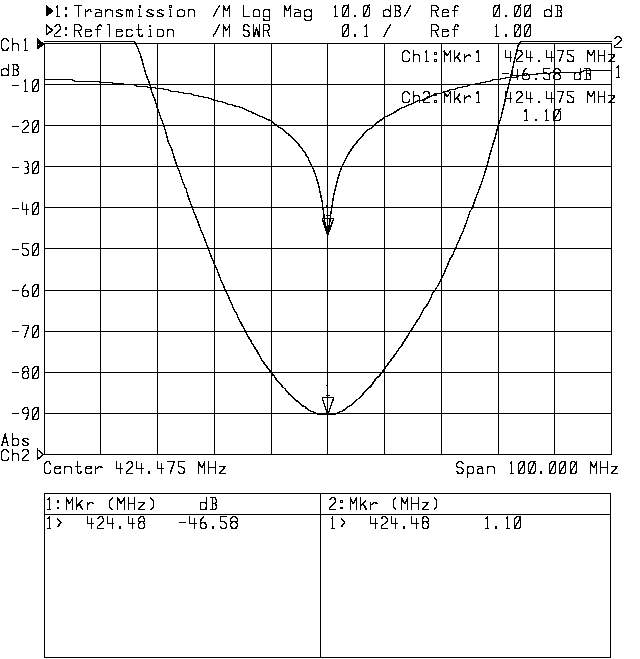 1:Transmission /M Log Mag 10.0 dB/ Ref 0.00 dB
2:Reflection /M SWR 0.1 / Ref 1.00
Ch1
dB
Ch1:Mkr1 424.475 MHz
-46.58 dB
Ch2:Mkr1 424.475 MHz
1.10
2
1
-10
-20
-30
-40
-50
-60
-70
-80
-90
Abs
Ch2
Center 424.475 MHz Span 100.000 MHz
1:Mkr (MHz) dB
1> 424.48 -46.58
2:Mkr (MHz)
1> 424.48 1.10